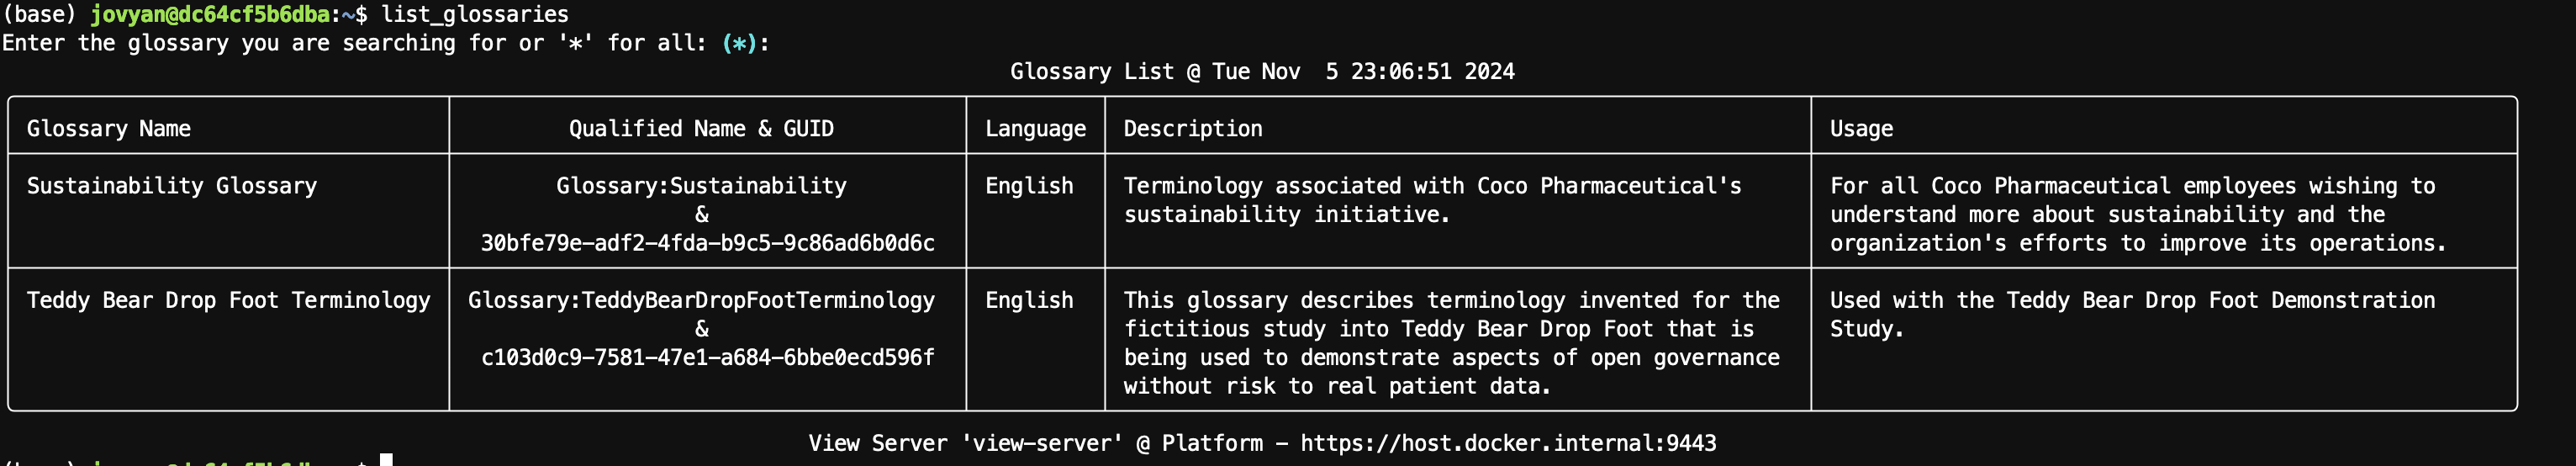 (base) jovyan@dc64cf5b6dba:~$ list_glossaries
Enter the glossary you are searching for or '*' for all: (*):
Glossary List @ Tue Nov  5 23:06:51 2024
Glossary Name
Qualified Name & GUID
Language
Description
Usage
Sustainability Glossary
Glossary:Sustainability
&
30bfe79e-adf2-4fda-b9c5-9c86ad6b0d6c
English
Terminology associated with Coco Pharmaceutical's
sustainability initiative.
For all Coco Pharmaceutical employees wishing to
understand more about sustainability and the
organization's efforts to improve its operations.
Teddy Bear Drop Foot Terminology
Glossary:TeddyBearDropFootTerminology
&
c103d0c9-7581-47e1-a684-6bbe0ecd596f
English
This glossary describes terminology invented for the
fictitious study into Teddy Bear Drop Foot that is
being used to demonstrate aspects of open governance
without risk to real patient data.
Used with the Teddy Bear Drop Foot Demonstration
Study.
View Server 'view-server' @ Platform - https://host.docker.internal:9443